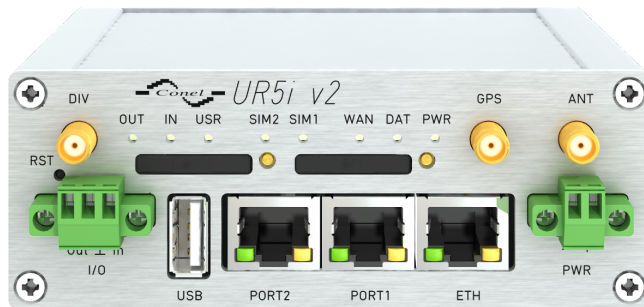 Conel UR5i v2
DIV GPS ANT
OUT IN USR SIM2 SIM1 WAN DAT PWR
RST
Out ⊥ In
I/O PWR
USB PORT2 PORT1 ETH